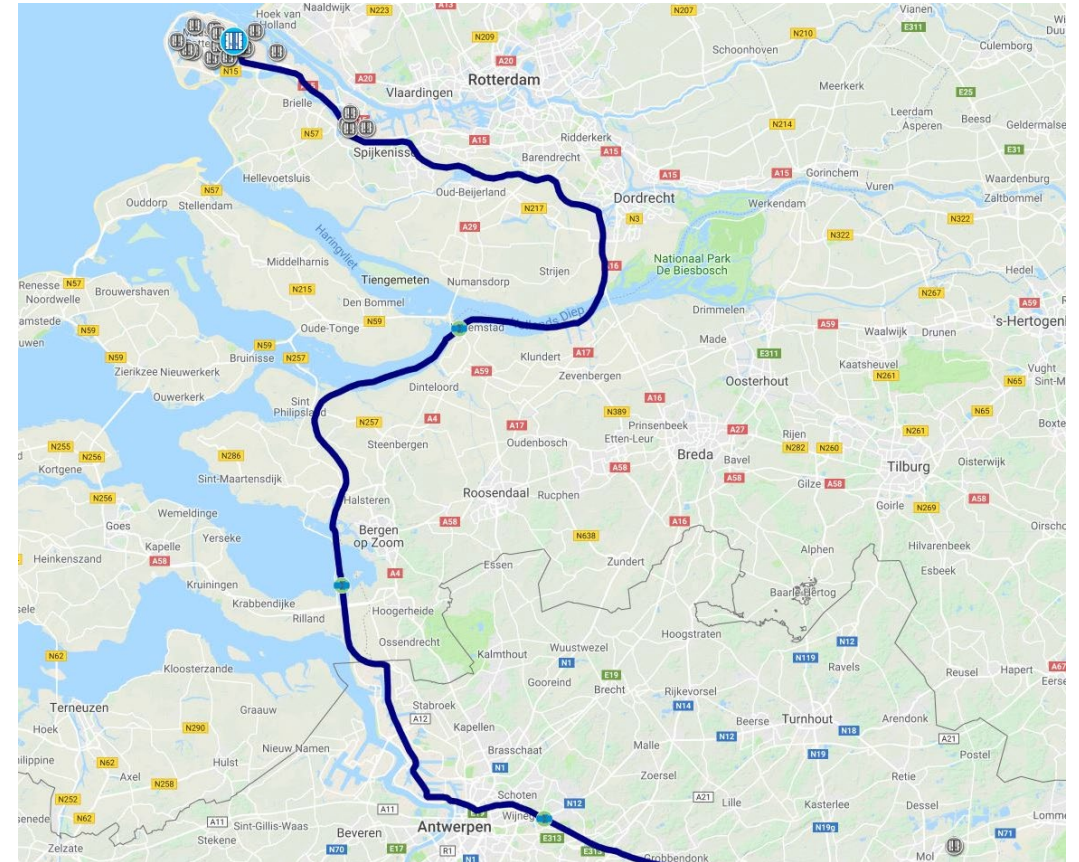 Hoek van
Holland
Naaldwijk
N223
A13
N207
Vianen
E311
N209
N210
Culemborg
Schoonhoven
A20
Rotterdam
N15
A20
Vlaardingen
Meerkerk
E25
Brielle
Leerdam
Beesd
Geldermalse
Asperen
N57
N214
A15
Ridderkerk
E31
Spijkenisse
Barendrecht
A15
A15
A15
Gorinchem
Vuren
Waardenburg
Zaltbommel
Hellevoetsluis
N57
Oud-Beijerland
N217
Dordrecht
N3
Werkendam
N322
Ouddorp
Stellendam
A29
N322
Haringvliet
Middelharnis
Tiengemeten
Strijen
A16
Nationaal Park
De Biesbosch
Hedel
N57
Renesse
Noordwelle
Brouwershaven
N215
Numansdorp
N267
Den Bommel
Drimmelen
A59
N59
Oude-Tonge
N59
Hollands Diep
Made
A59
Waalwijk
Drunen
's-Hertogenb
N59
Bruinisse
N59
N257
Klundert
A17
E311
Zierikzee
Nieuwerkerk
Dinteloord
A59
Zevenbergen
Oosterhout
Kaatsheuvel
Vught
N261
N65
Ouwerkerk
Sint
Philipsland
N257
A4
A17
N389
A16
Prinsenbeek
Etten-Leur
A27
Rijen
N261
N65
N255
N256
N286
Steenbergen
Oudenbosch
Breda
Bavel
N282
N260
Tilburg
Oisterwijk
Kortgene
Sint-Maartensdijk
A58
A58
Gilze
A58
A58
N256
Halsteren
Roosendaal
Rucphen
Goirle
N269
Wemeldinge
Goes
Yerseke
Bergen
op Zoom
A58
A16
Kapelle
N638
Alphen
Hilvarenbeek
Heinkenszand
A58
Kruiningen
A4
Essen
Zundert
Esbeek
Krabbendijke
Rilland
Hoogerheide
Baarle-Hertog
Ossendrecht
Hoogstraten
N12
N62
Kloosterzande
Kalmthout
Wuustwezel
N1
N119
Ravels
Reusel
Hapert
A67
E19
Gooreind
Brecht
Rijkevorsel
Terneuzen
Graauw
Stabroek
N14
Turnhout
Arendonk
Hoek
N290
A12
Kapellen
Beerse
N18
N12
A21
Nieuw Namen
Brasschaat
Malle
N19
Postel
N62
Hulst
N1
Axel
N258
Zoersel
Retie
N252
Schoten
N12
A21
Lille
Kasterlee
Dessel
A11
N62
A11
Sint-Gillis-Waas
Antwerpen
E313
N19g
N71
Zelzate
Stekene
Beveren
R1
N70
E17
N1
Grobbendonk
Mol